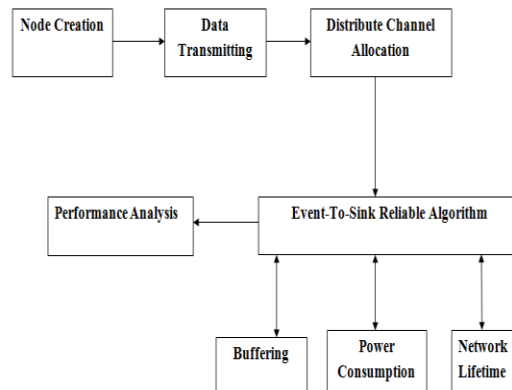 Node Creation
Data
Transmitting
Distribute Channel
Allocation
Performance Analysis
Event-To-Sink Reliable Algorithm
Buffering
Power
Consumption
Network
Lifetime